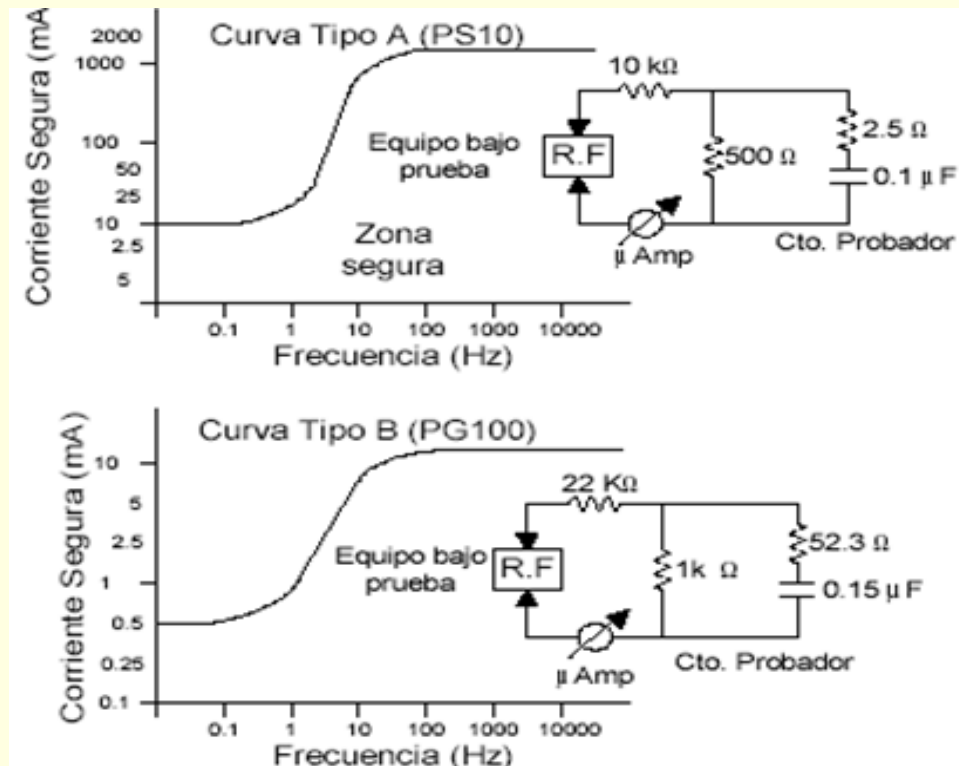 Curva Tipo A (PS10)
Corriente Segura (mA)
2000
1000
100
50
25
10
2.5
5
Zona
segura
0.1 1 10 100 1000 10000
Frecuencia (Hz)
Equipo bajo
prueba
R.F
10 kΩ
500 Ω
2.5 Ω
0.1 µF
µ Amp
Cto. Probador
Curva Tipo B (PG100)
Corriente Segura (mA)
10
5
2.5
1
0.5
0.25
0.1
0.1 1 10 100 1000 10000
Frecuencia (Hz)
Equipo bajo
prueba
R.F
22 KΩ
1k Ω
52.3 Ω
0.15 µF
µ Amp
Cto. Probador